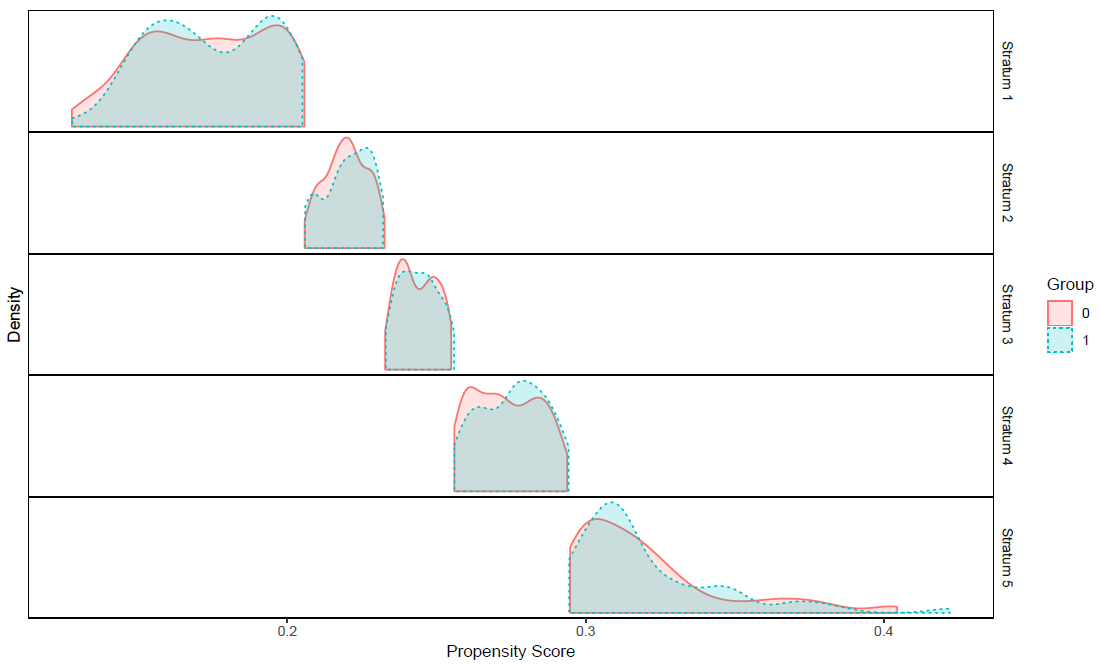 Stratum 1
Stratum 2
Stratum 3
Stratum 4
Stratum 5
Density
0.2
0.3
0.4
Propensity Score
Group
0
1